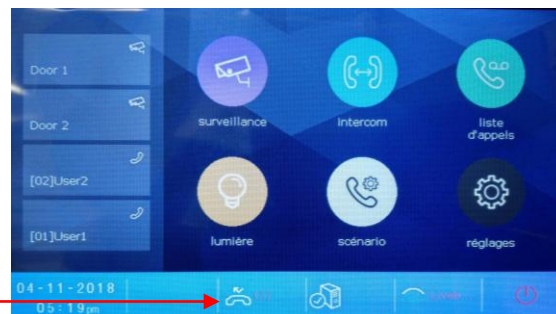 Door 1
Door 2
[02]User2
[01]User1
surveillance
intercom
liste
d'appels
lumière
scénario
réglages
04-11-2018
05:19pm